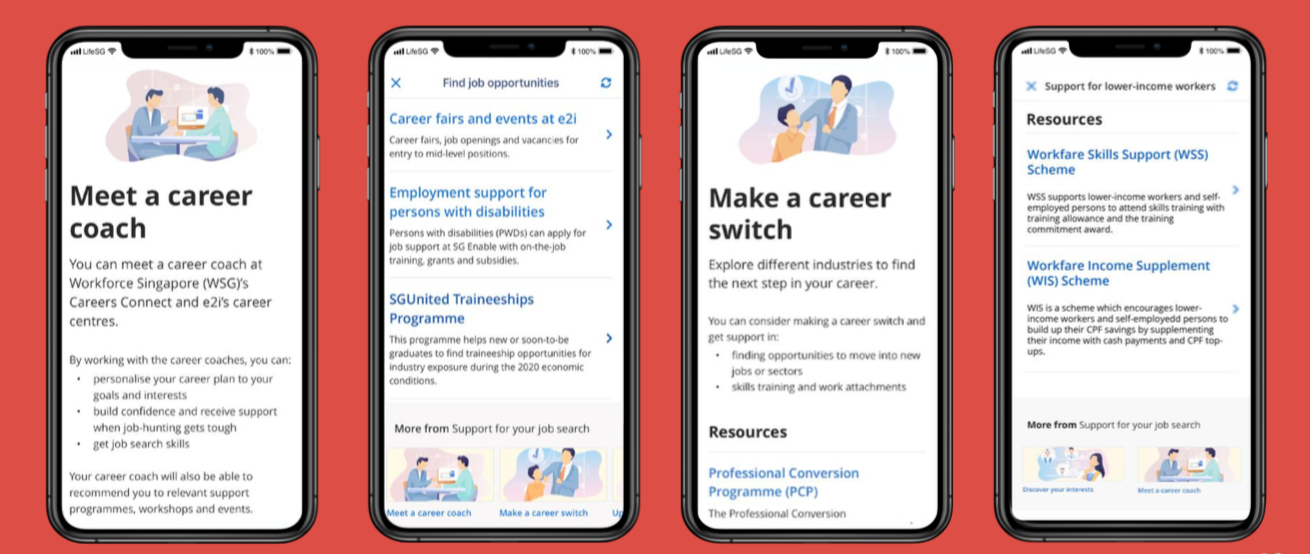 LifeSG
100%
Meet a career
coach
You can meet a career coach at
Workforce Singapore (WSG)'s
Careers Connect and e2i's career
centres.
By working with the career coaches, you can:
• personalise your career plan to your
goals and interests
• build confidence and receive support
when job-hunting gets tough
• get job search skills
Your career coach will also be able to
recommend you to relevant support
programmes, workshops and events.
LifeSG
100%
Find job opportunities
Career fairs and events at e2i
Career fairs, job openings and vacancies for
entry to mid-level positions.
Employment support for
persons with disabilities
Persons with disabilities (PWDs) can apply for
job support at SG Enable with on-the-job
training, grants and subsidies.
SGUnited Traineeships
Programme
This programme helps new or soon-to-be
graduates to find traineeship opportunities for
industry exposure during the 2020 economic
conditions.
More from Support for your job search
Meet a career coach
Make a career switch
Up
LifeSG
100%
Make a career
switch
Explore different industries to find
the next step in your career.
You can consider making a career switch and
get support in:
• finding opportunities to move into new
jobs or sectors
• skills training and work attachments
Resources
Professional Conversion
Programme (PCP)
The Professional Conversion
LifeSG
100%
Support for lower-income workers
Resources
Workfare Skills Support (WSS)
Scheme
WSS supports lower-income workers and self-
employed persons to attend skills training with
training allowance and the training
commitment award.
Workfare Income Supplement
(WIS) Scheme
WIS is a scheme which encourages lower-
income workers and self-employedd persons to
build up their CPF savings by supplementing
their income with cash payments and CPF top-
ups.
More from Support for your job search
Discover your interests
Meet a career coach